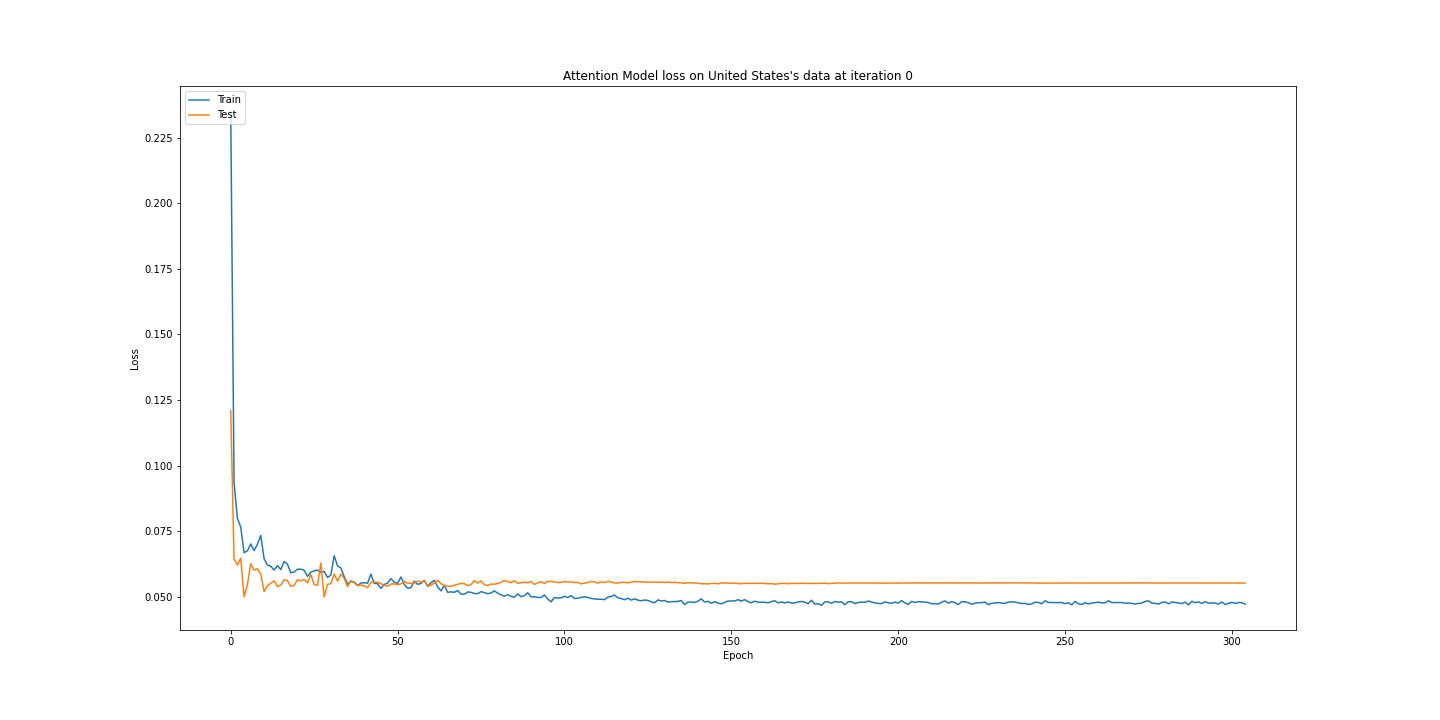 Attention Model loss on United States's data at iteration 0
Train
Test
0.225
0.200
0.175
0.150
0.125
0.100
0.075
0.050
Loss
0 50 100 150 200 250 300
Epoch